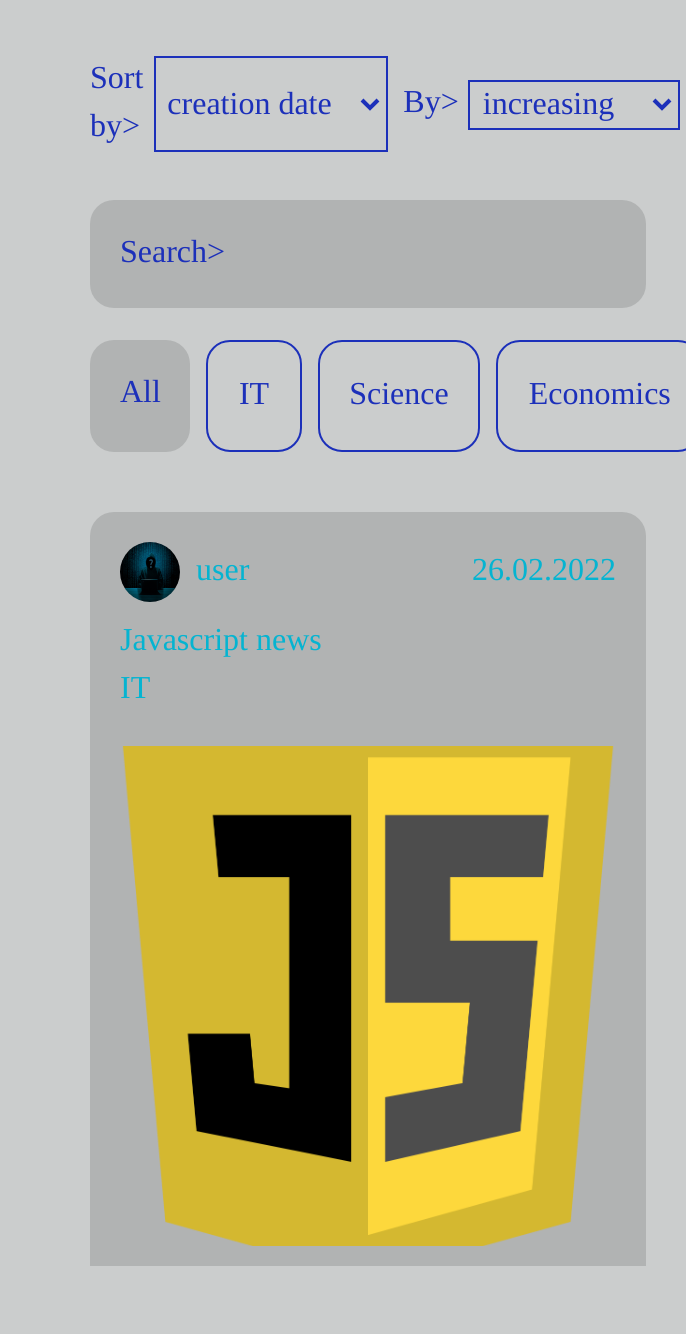 Sort by> creation date By> increasing
Search>
All IT Science Economics
user 26.02.2022
Javascript news
IT
JS